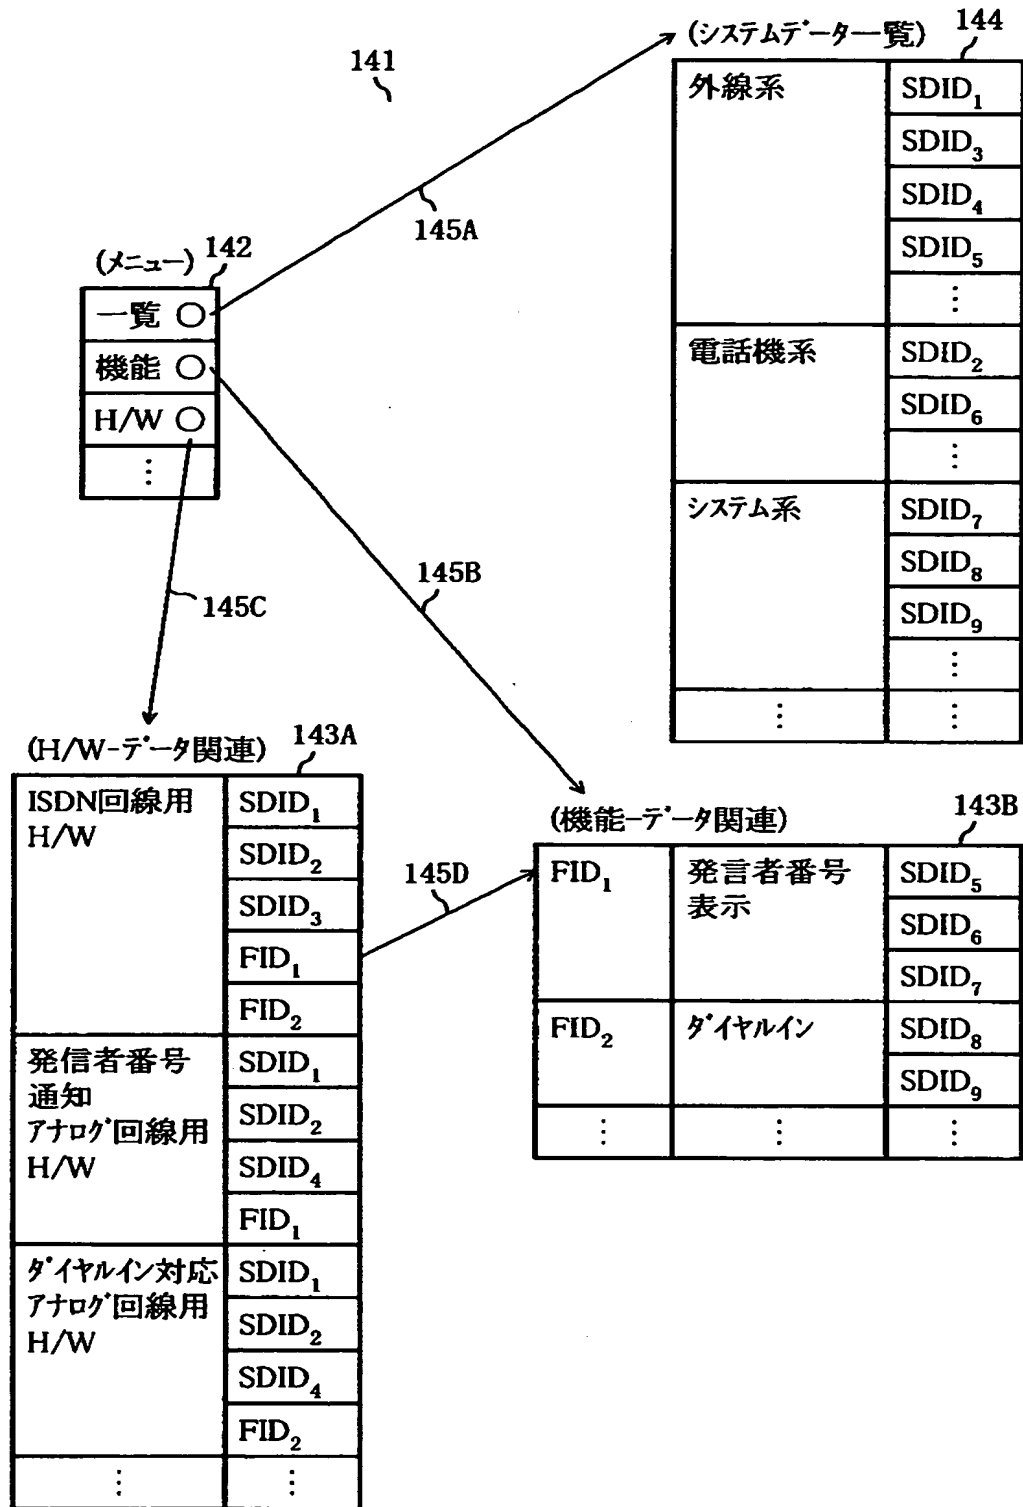 141
(システムデータ一覧) 144
外線系 SDID₁
SDID₃
SDID₄
SDID₅
⋮
電話機系 SDID₂
SDID₆
⋮
システム系 SDID₇
SDID₈
SDID₉
⋮
⋮ ⋮
145A
(メニュー) 142
一覧 ○
機能 ○
H/W ○
⋮
145B
145C
(H/W-データ関連) 143A
ISDN回線用 SDID₁
H/W
SDID₂
SDID₃
FID₁
FID₂
発信者番号 SDID₁
通知
アナログ回線用 SDID₂
H/W SDID₄
FID₁
ダイヤルイン対応 SDID₁
アナログ回線用
H/W SDID₂
SDID₄
FID₂
⋮ ⋮
145D
(機能-データ関連) 143B
FID₁ 発言者番号 SDID₅
表示
SDID₆
SDID₇
FID₂ ダイヤルイン SDID₈
SDID₉
⋮ ⋮ ⋮